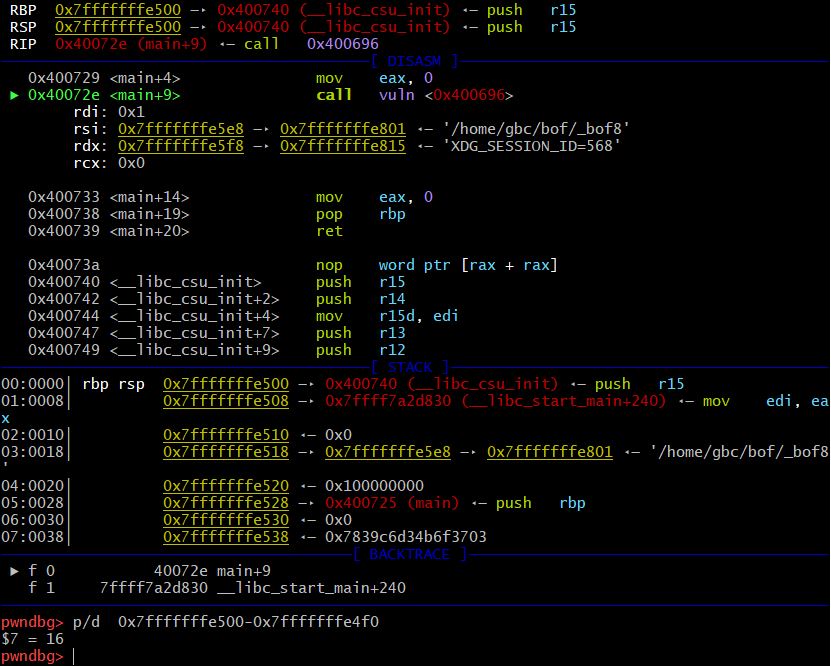 RBP  0x7fffffffe500 —▸ 0x400740 (__libc_csu_init) ◂— push   r15
RSP  0x7fffffffe500 —▸ 0x400740 (__libc_csu_init) ◂— push   r15
RIP  0x40072e (main+9) ◂— call   0x400696
[ DISASM ]
0x400729 <main+4>    mov    eax, 0
► 0x40072e <main+9>    call   vuln <0x400696>
rdi: 0x1
rsi: 0x7fffffffe5e8 —▸ 0x7fffffffe801 ◂— '/home/gbc/bof/_bof8'
rdx: 0x7fffffffe5f8 —▸ 0x7fffffffe815 ◂— 'XDG_SESSION_ID=568'
rcx: 0x0
0x400733 <main+14>    mov    eax, 0
0x400738 <main+19>    pop    rbp
0x400739 <main+20>    ret
0x40073a    nop    word ptr [rax + rax]
0x400740 <__libc_csu_init>    push   r15
0x400742 <__libc_csu_init+2>    push   r14
0x400744 <__libc_csu_init+4>    mov    r15d, edi
0x400747 <__libc_csu_init+7>    push   r13
0x400749 <__libc_csu_init+9>    push   r12
[ STACK ]
00:0000│ rbp rsp  0x7fffffffe500 —▸ 0x400740 (__libc_csu_init) ◂— push   r15
01:0008│          0x7fffffffe508 —▸ 0x7ffff7a2d830 (__libc_start_main+240) ◂— mov    edi, ea
x
02:0010│          0x7fffffffe510 ◂— 0x0
03:0018│          0x7fffffffe518 —▸ 0x7fffffffe5e8 —▸ 0x7fffffffe801 ◂— '/home/gbc/bof/_bof8
'
04:0020│          0x7fffffffe520 ◂— 0x100000000
05:0028│          0x7fffffffe528 —▸ 0x400725 (main) ◂— push   rbp
06:0030│          0x7fffffffe530 ◂— 0x0
07:0038│          0x7fffffffe538 ◂— 0x7839c6d34b6f3703
[ BACKTRACE ]
► f 0           40072e main+9
f 1     7ffff7a2d830 __libc_start_main+240
pwndbg> p/d  0x7fffffffe500-0x7fffffffe4f0
$7 = 16
pwndbg>